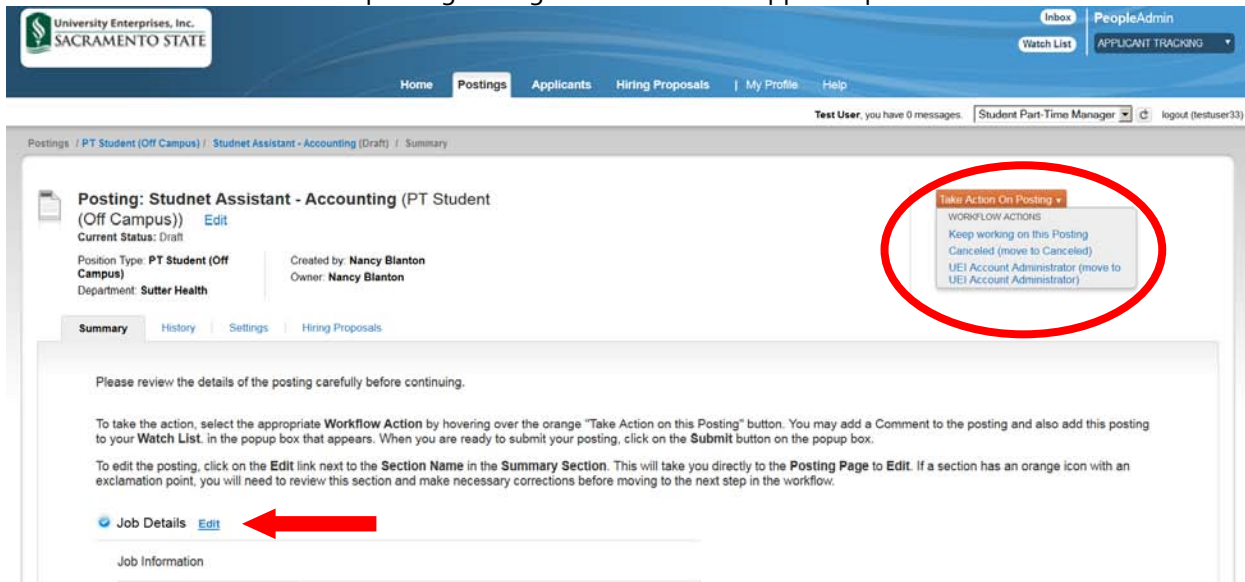 University Enterprises, Inc.
SACRAMENTO STATE
Inbox
PeopleAdmin
Watch List
APPLICANT TRACKING
Home Postings Applicants Hiring Proposals | My Profile Help
Test User, you have 0 messages. Student Part-Time Manager logout (testuser33)
Postings / PT Student (Off Campus) / Studnet Assistant - Accounting (Draft) / Summary
Posting: Studnet Assistant - Accounting (PT Student
(Off Campus)) Edit
Current Status: Draft
Position Type: PT Student (Off
Campus)
Department: Sutter Health
Created by: Nancy Blanton
Owner: Nancy Blanton
Take Action On Posting
WORKFLOW ACTIONS
Keep working on this Posting
Canceled (move to Canceled)
UEI Account Administrator (move to
UEI Account Administrator)
Summary History Settings Hiring Proposals
Please review the details of the posting carefully before continuing.
To take the action, select the appropriate Workflow Action by hovering over the orange "Take Action on this Posting" button. You may add a Comment to the posting and also add this posting
to your Watch List. in the popup box that appears. When you are ready to submit your posting, click on the Submit button on the popup box.
To edit the posting, click on the Edit link next to the Section Name in the Summary Section. This will take you directly to the Posting Page to Edit. If a section has an orange icon with an
exclamation point, you will need to review this section and make necessary corrections before moving to the next step in the workflow.
Job Details Edit
Job Information